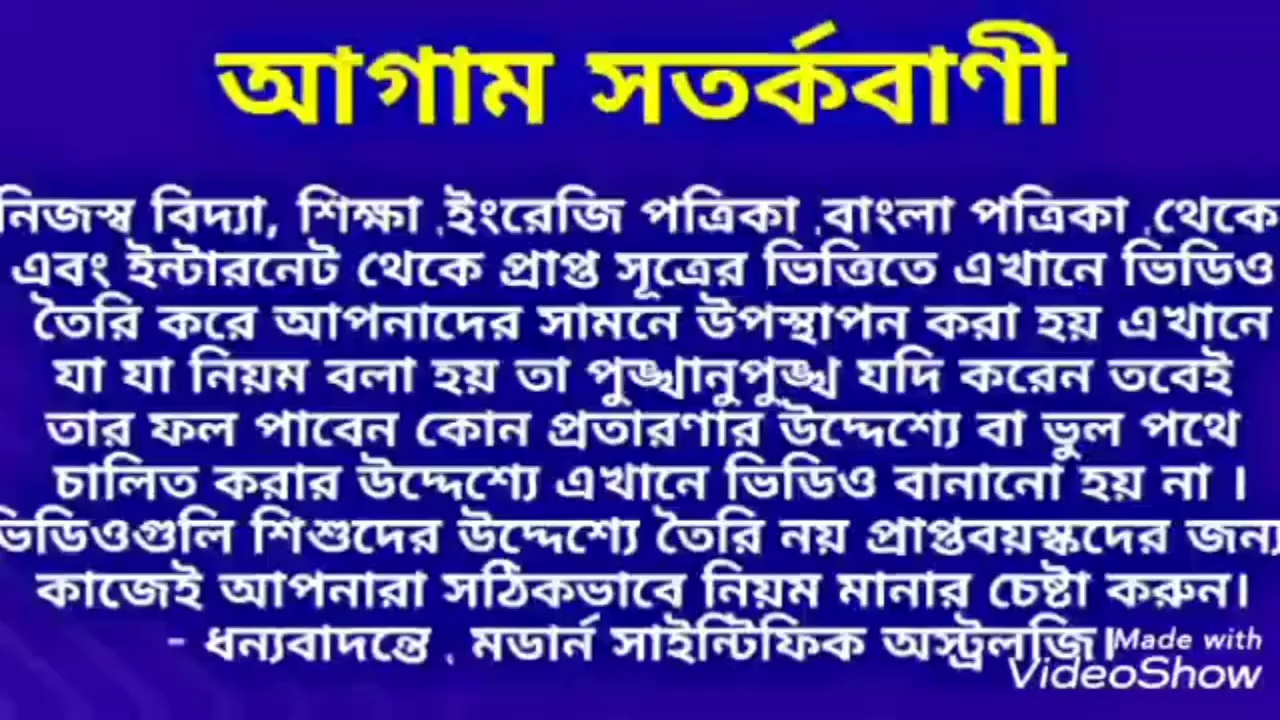 আগাম সতর্কবাণী
নিজস্ব বিদ্যা, শিক্ষা ,ইংরেজি পত্রিকা ,বাংলা পত্রিকা ,থেকে
এবং ইন্টারনেট থেকে প্রাপ্ত সূত্রের ভিত্তিতে এখানে ভিডিও
তৈরি করে আপনাদের সামনে উপস্থাপন করা হয় এখানে
যা যা নিয়ম বলা হয় তা পুঙ্খানুপুঙ্খ যদি করেন তবেই
তার ফল পাবেন কোন প্রতারণার উদ্দেশ্যে বা ভুল পথে
চালিত করার উদ্দেশ্যে এখানে ভিডিও বানানো হয় না ।
ভিডিওগুলি শিশুদের উদ্দেশ্যে তৈরি নয় প্রাপ্তবয়স্কদের জন্য
কাজেই আপনারা সঠিকভাবে নিয়ম মানার চেষ্টা করুন।
- ধন্যবাদন্তে , মডার্ন সাইন্টিফিক অস্ট্রলজি।
Made with
VideoShow